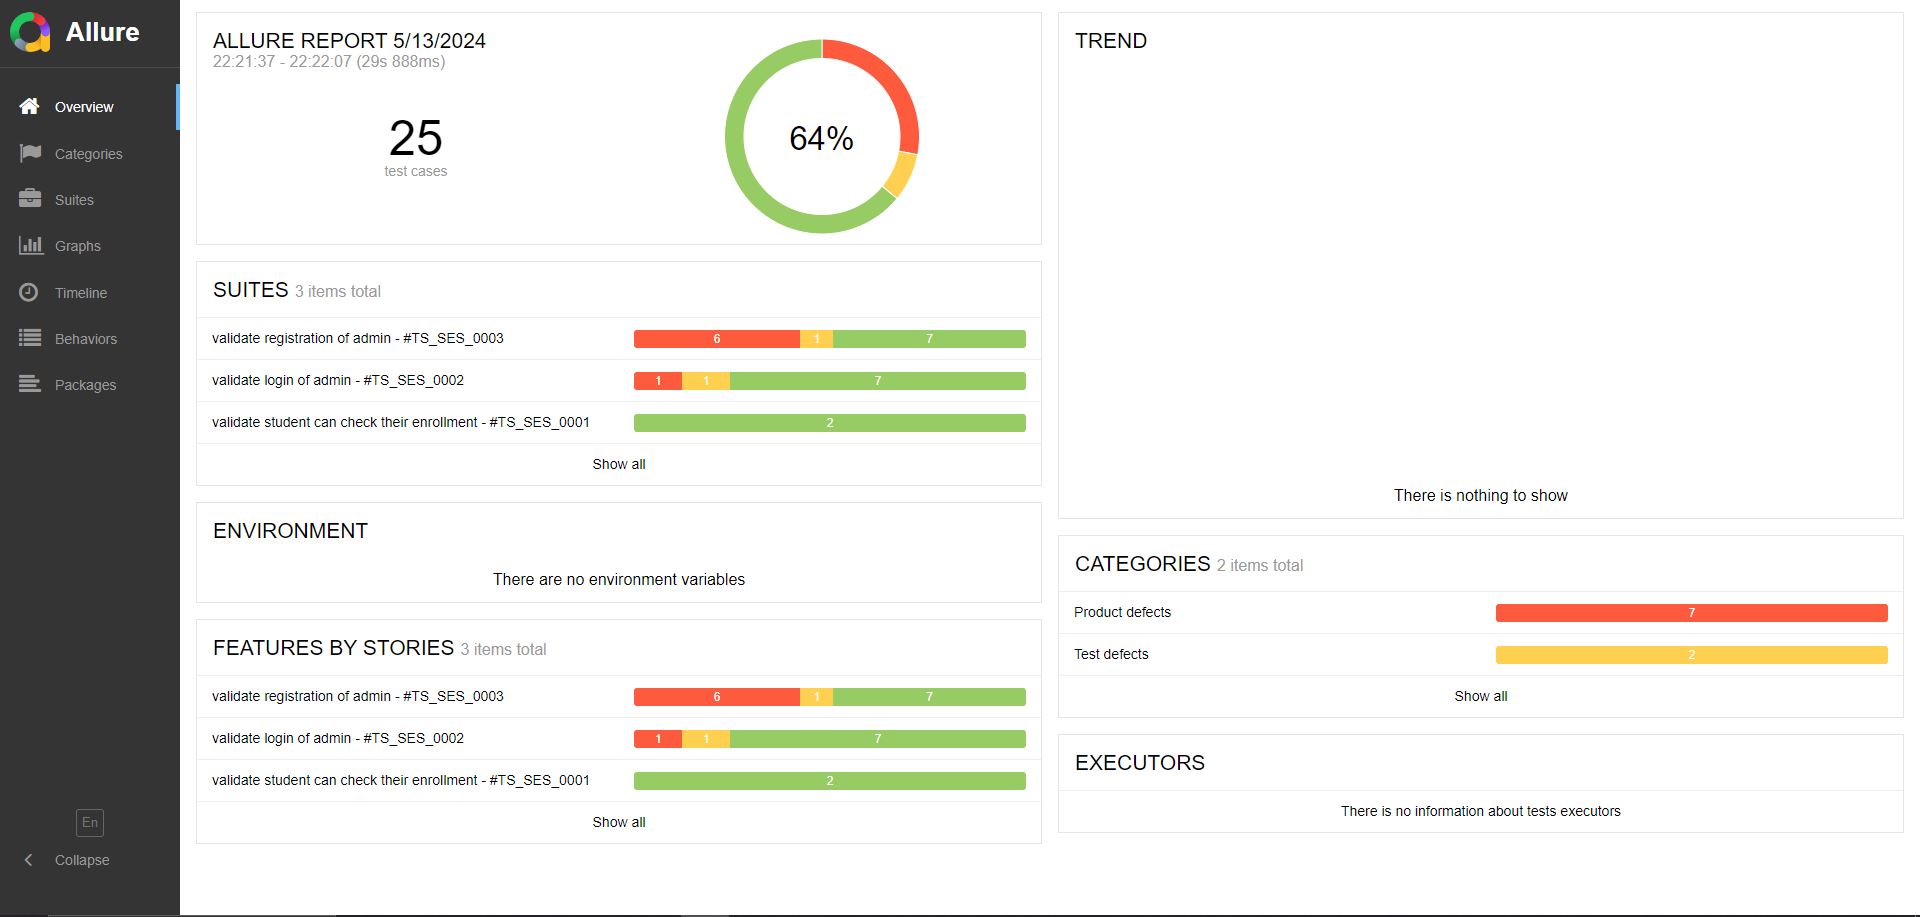 Allure
Overview
Categories
Suites
Graphs
Timeline
Behaviors
Packages
En
Collapse
ALLURE REPORT 5/13/2024
22:21:37 - 22:22:07 (29s 888ms)
25
test cases
64%
SUITES 3 items total
validate registration of admin - #TS_SES_0003 6 1 7
validate login of admin - #TS_SES_0002 1 1 7
validate student can check their enrollment - #TS_SES_0001 2
Show all
ENVIRONMENT
There are no environment variables
FEATURES BY STORIES 3 items total
validate registration of admin - #TS_SES_0003 6 1 7
validate login of admin - #TS_SES_0002 1 1 7
validate student can check their enrollment - #TS_SES_0001 2
Show all
TREND
There is nothing to show
CATEGORIES 2 items total
Product defects 7
Test defects 2
Show all
EXECUTORS
There is no information about tests executors